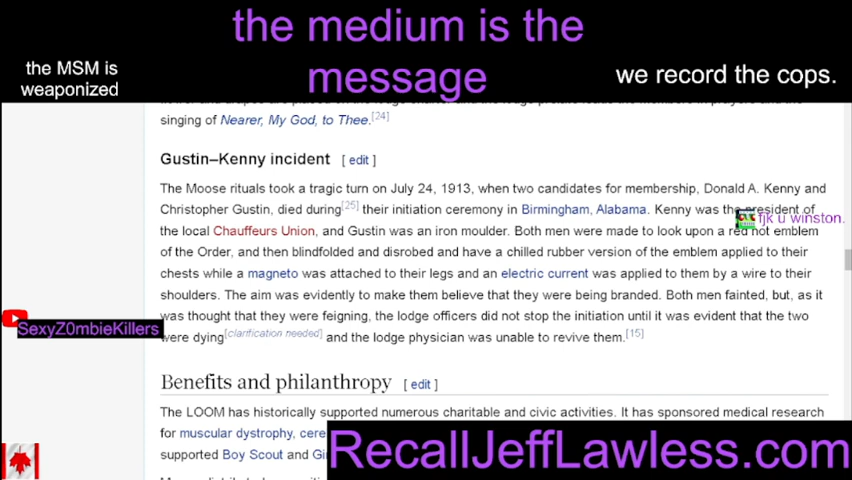 the medium is the
message
the MSM is
weaponized
we record the cops.
singing of Nearer, My God, to Thee.[24]
Gustin–Kenny incident [ edit ]
The Moose rituals took a tragic turn on July 24, 1913, when two candidates for membership, Donald A. Kenny and
Christopher Gustin, died during[25] their initiation ceremony in Birmingham, Alabama. Kenny was the president of
fjk u winston.
the local Chauffeurs Union, and Gustin was an iron moulder. Both men were made to look upon a red hot emblem
of the Order, and then blindfolded and disrobed and have a chilled rubber version of the emblem applied to their
chests while a magneto was attached to their legs and an electric current was applied to them by a wire to their
shoulders. The aim was evidently to make them believe that they were being branded. Both men fainted, but, as it
was thought that they were feigning, the lodge officers did not stop the initiation until it was evident that the two
SexyZ0mbieKillers
were dying[clarification needed] and the lodge physician was unable to revive them.[15]
Benefits and philanthropy [ edit ]
The LOOM has historically supported numerous charitable and civic activities. It has sponsored medical research
for muscular dystrophy,
supported Boy Scout and
RecallJeffLawless.com